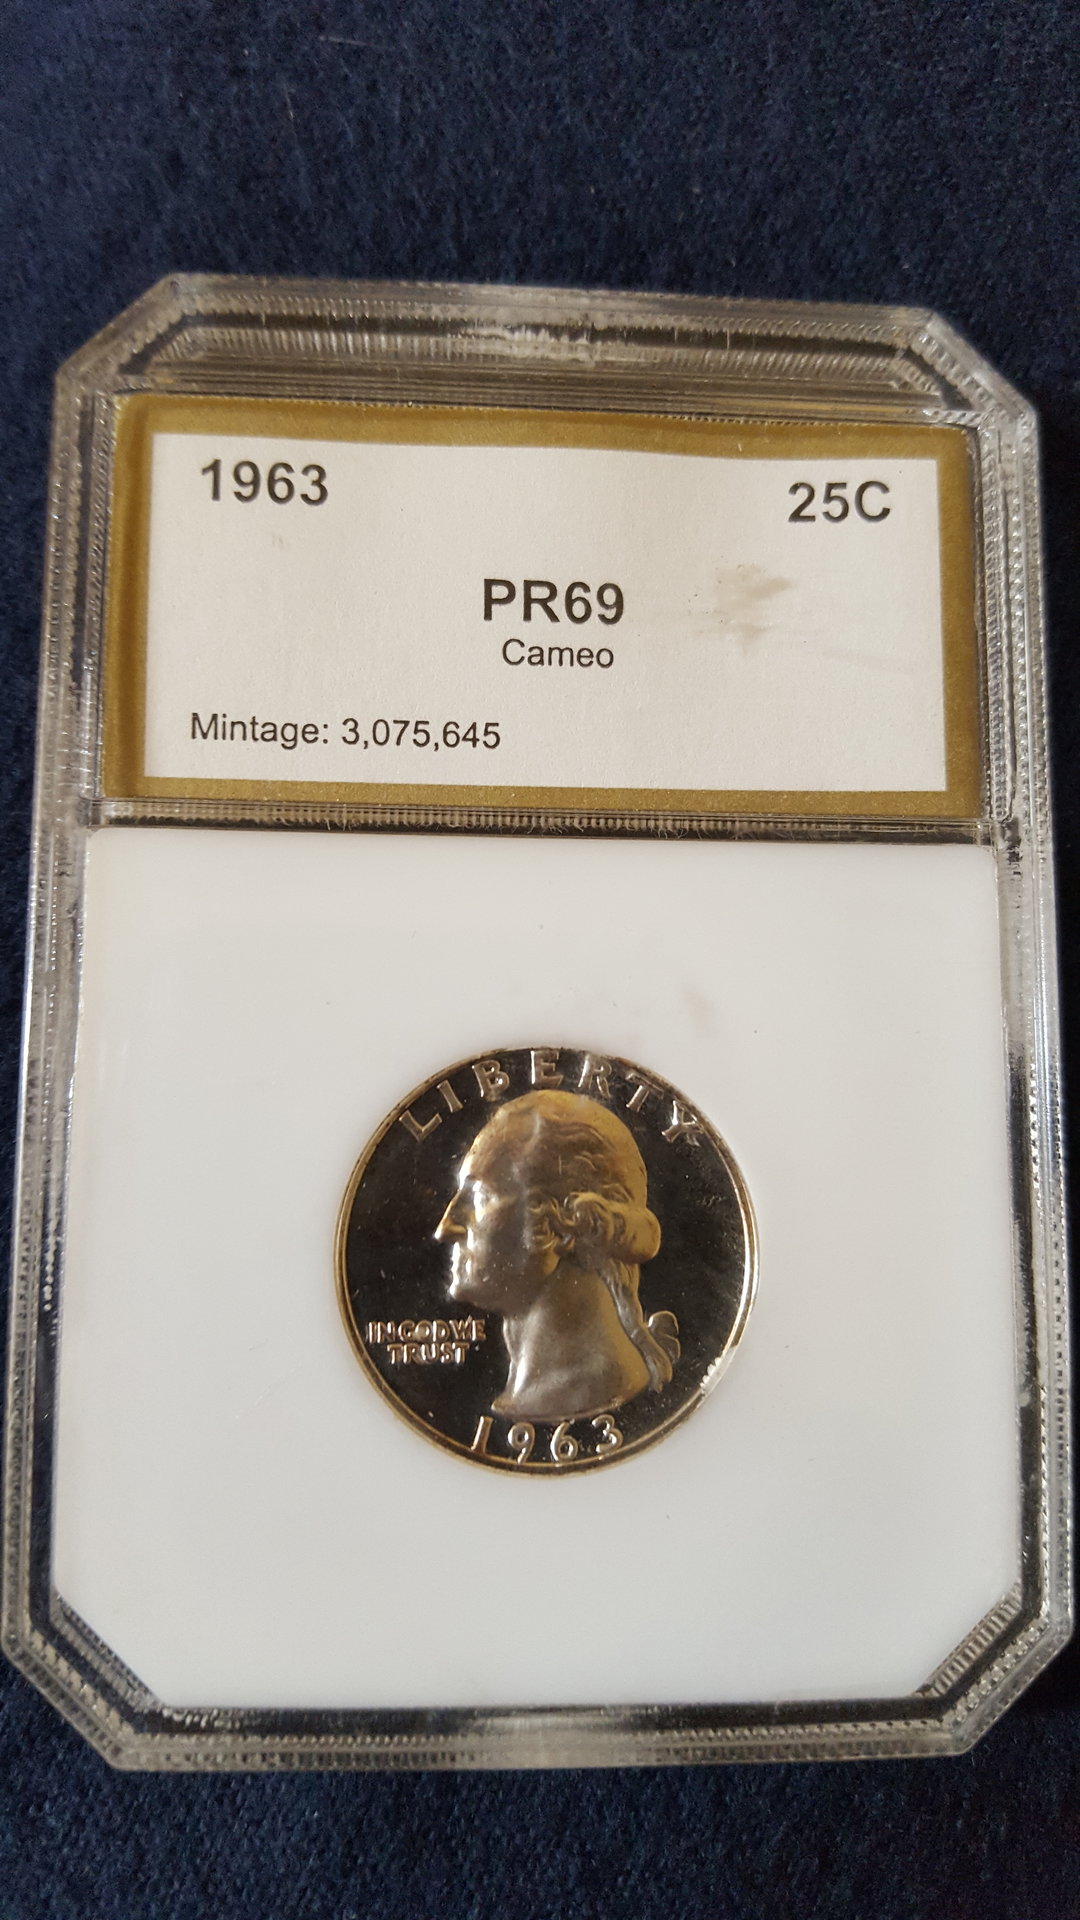 1963 25C
PR69
Cameo
Mintage: 3,075,645
LIBERTY
IN GOD WE
TRUST
1963